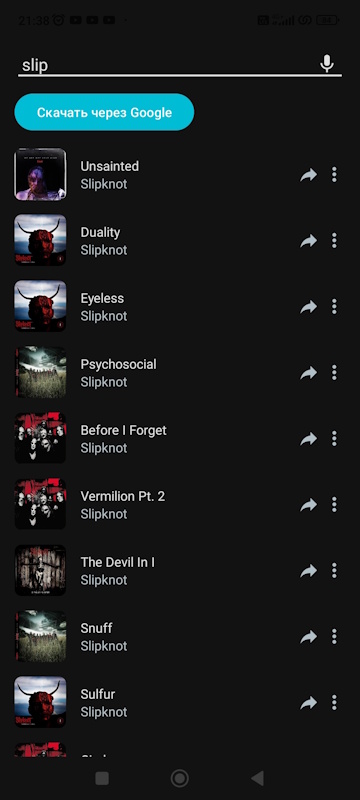 21:38
slip
Скачать через Google
Unsainted
Slipknot
Duality
Slipknot
Eyeless
Slipknot
Psychosocial
Slipknot
Before I Forget
Slipknot
Vermilion Pt. 2
Slipknot
The Devil In I
Slipknot
Snuff
Slipknot
Sulfur
Slipknot